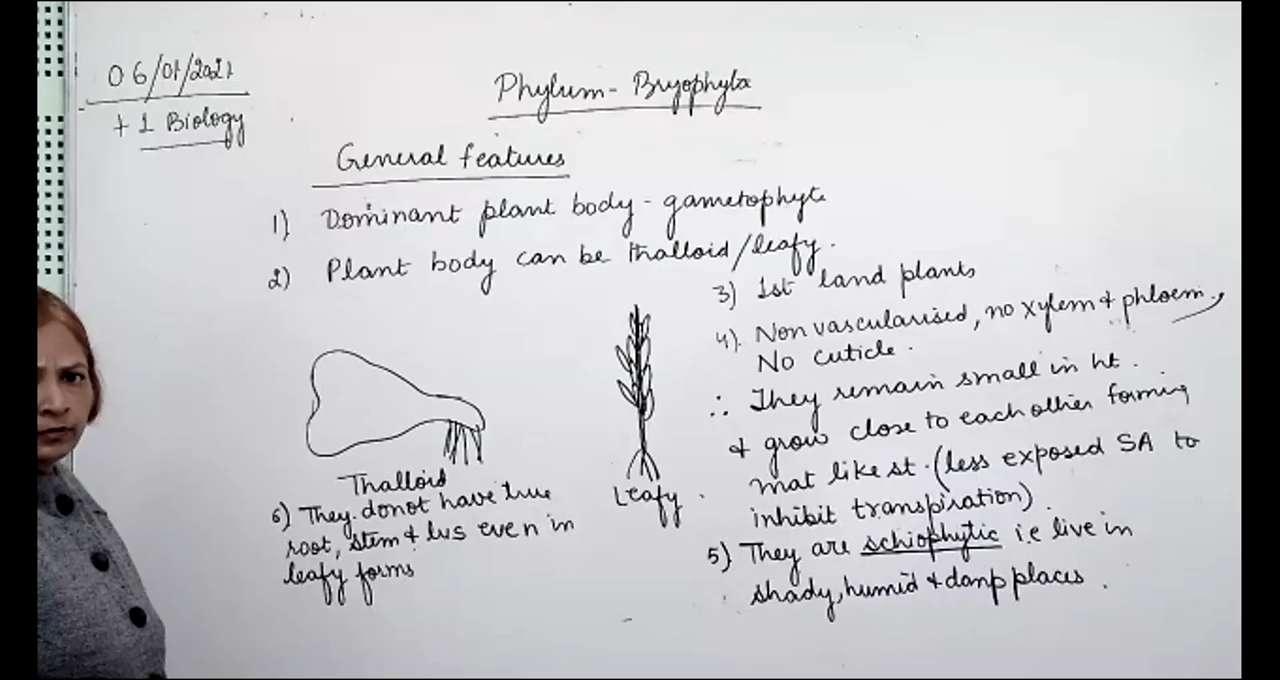 06/01/2021
+1 Biology
Phylum - Bryophyta
General features
1) Dominant plant body - gametophyte
2) Plant body can be thalloid/leafy.
3) 1st land plants
4). Non vascularised, no xylem & phloem,
No cuticle.
∴ They remain small in ht.
& grow close to each other forming
mat like st. (less exposed SA to
inhibit transpiration)
5) They are schiophytic i.e live in
shady, humid & damp places.
Thalloid
Leafy.
6) They donot have true
root, stem & lvs even in
leafy forms